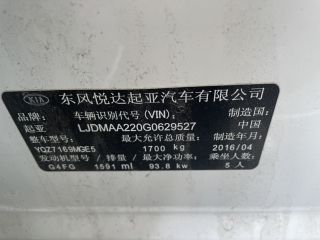 KIA 东风悦达起亚汽车有限公司
车辆识别代号(VIN): 制造国:
起亚 LJDMAA220G0629527 中国
整车型号: 最大允许总质量: 制造年月:
YQZ7169MGE5 1700 kg 2016/04
发动机型号/排量/最大净功率: 乘坐人数:
G4FG 1591 ml 93.8 kw 5 人